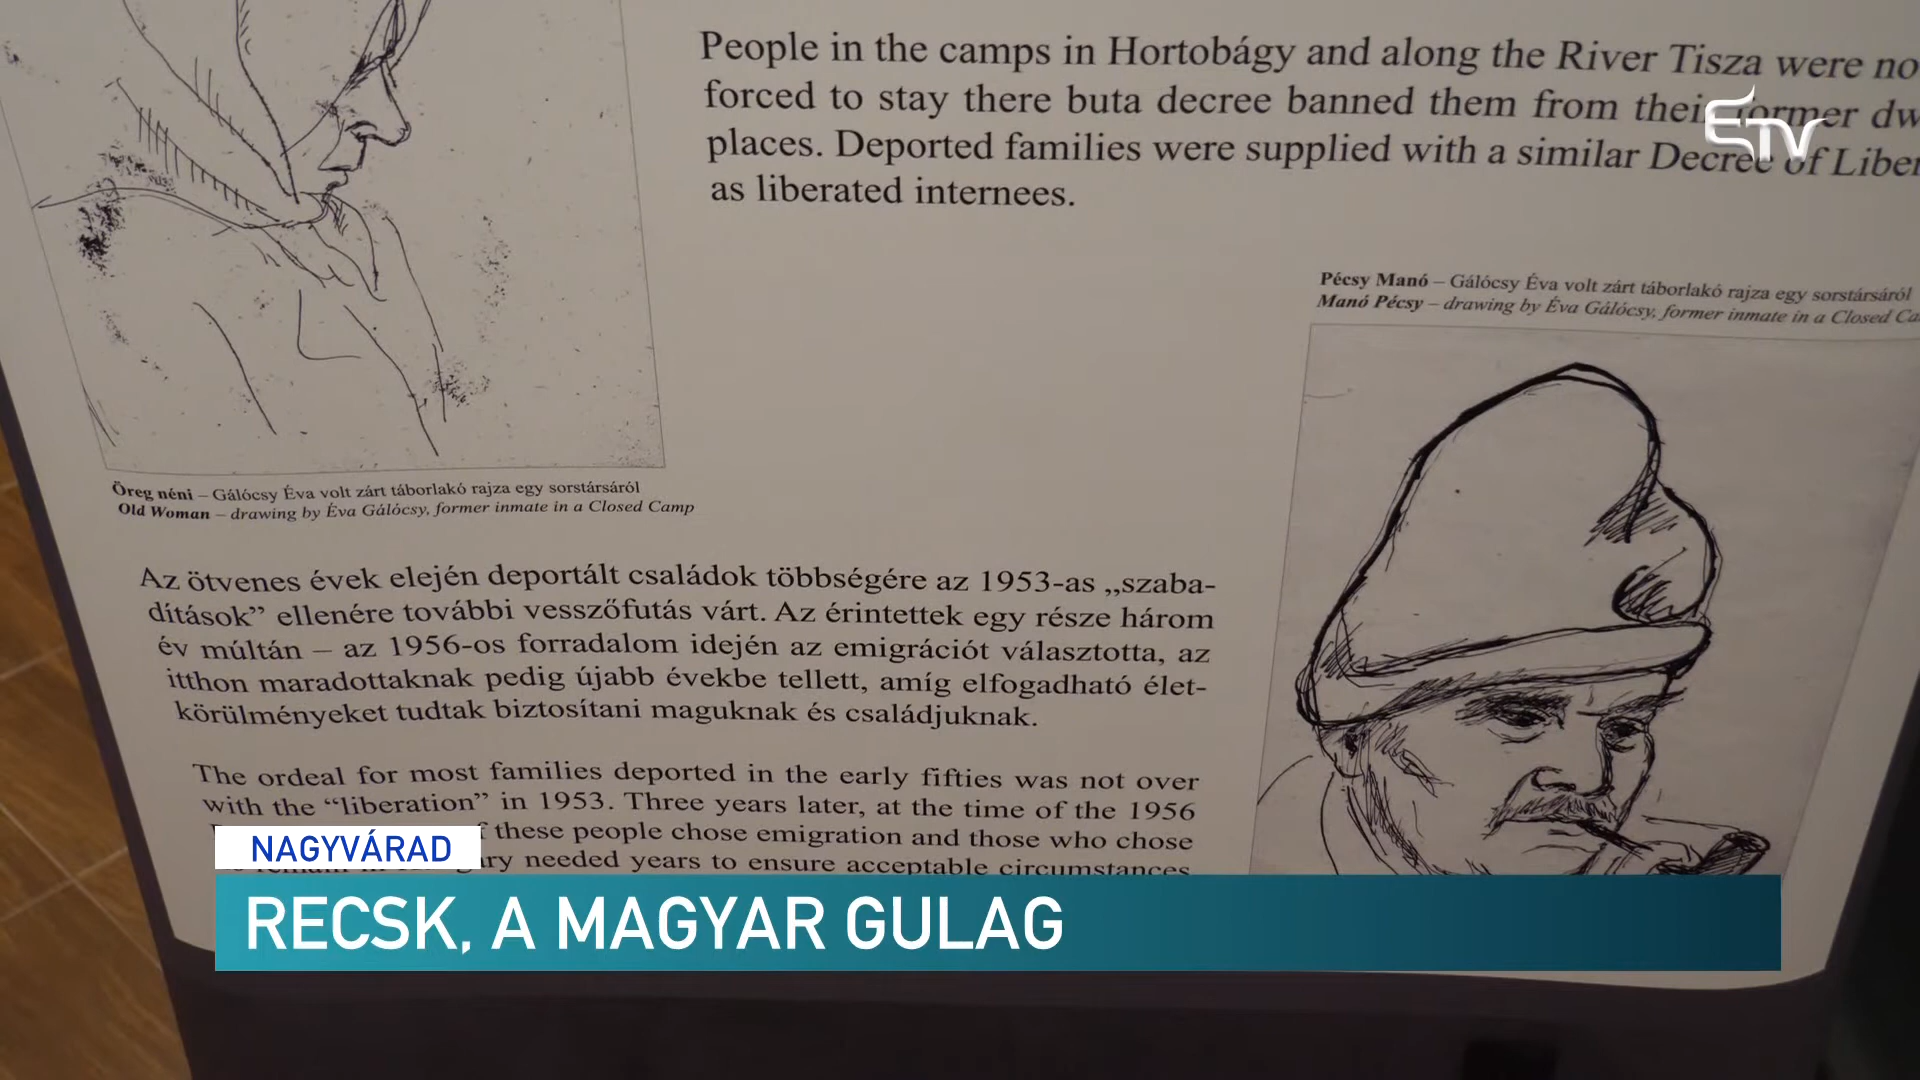 People in the camps in Hortobágy and along the River Tisza were
forced to stay there buta decree banned them from their former
places. Deported families were supplied with a similar Decree of
as liberated internees.
ETV
Pécsy Manó – Gálócsy Éva volt zárt táborlakó rajza egy sorstársáról
Manó Pécsy – drawing by Éva Gálócsy, former inmate in a Closed
Öreg néni – Gálócsy Éva volt zárt táborlakó rajza egy sorstársáról
Old Woman – drawing by Éva Gálócsy, former inmate in a Closed Camp
Az ötvenes évek elején deportált családok többségére az 1953-as „szaba-
dítások” ellenére további vesszőfutás várt. Az érintettek egy része három
év múltán – az 1956-os forradalom idején az emigrációt választotta, az
itthon maradottaknak pedig újabb évekbe tellett, amíg elfogadható élet-
körülményeket tudtak biztosítani maguknak és családjuknak.
The ordeal for most families deported in the early fifties was not over
with the “liberation” in 1953. Three years later, at the time of the 1956
these people chose emigration and those who chose
needed years to ensure acceptable circumstances
NAGYVÁRAD
RECSK, A MAGYAR GULAG